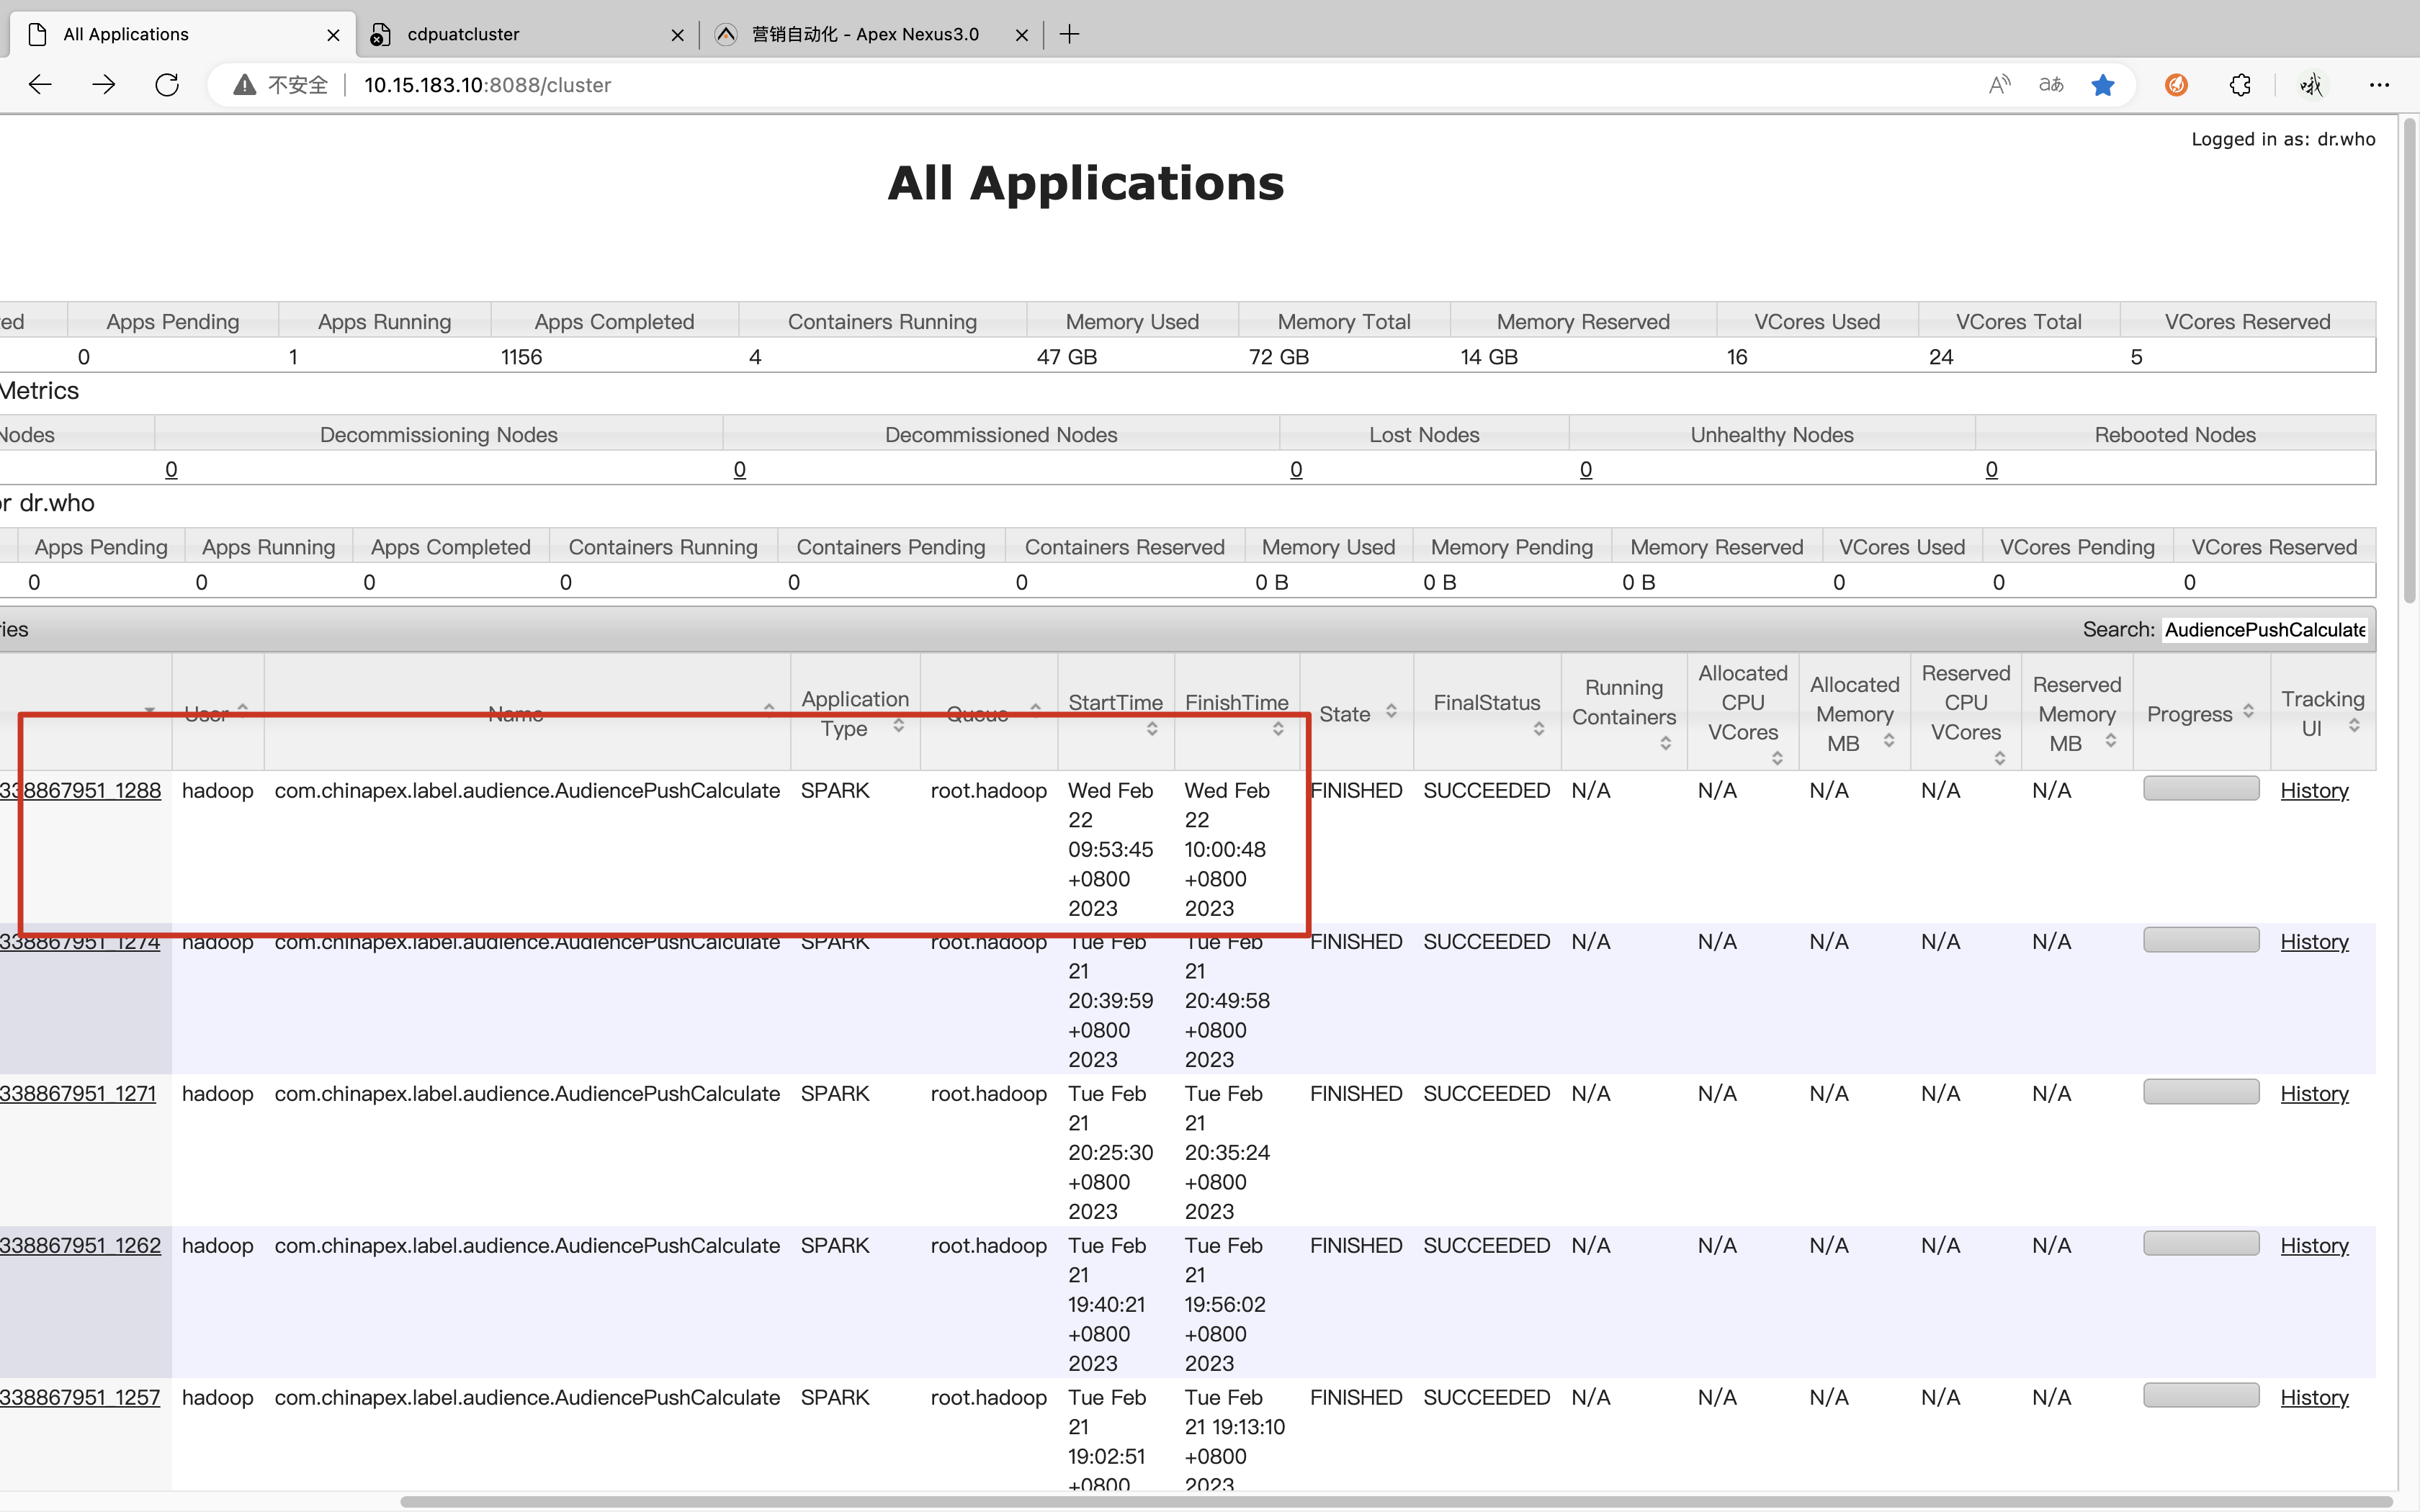 All Applications
cdpuatcluster
营销自动化 - Apex Nexus3.0
不安全
10.15.183.10:8088/cluster
Logged in as: dr.who
All Applications
ed Apps Pending Apps Running Apps Completed Containers Running Memory Used Memory Total Memory Reserved VCores Used VCores Total VCores Reserved
0 1 1156 4 47 GB 72 GB 14 GB 16 24 5
Metrics
Nodes Decommissioning Nodes Decommissioned Nodes Lost Nodes Unhealthy Nodes Rebooted Nodes
0 0 0 0 0
or dr.who
Apps Pending Apps Running Apps Completed Containers Running Containers Pending Containers Reserved Memory Used Memory Pending Memory Reserved VCores Used VCores Pending VCores Reserved
0 0 0 0 0 0 0 B 0 B 0 B 0 0 0
ries Search: AudiencePushCalculate
User Name Application Type Queue StartTime FinishTime State FinalStatus Running Containers Allocated CPU VCores Allocated Memory MB Reserved CPU VCores Reserved Memory MB Progress Tracking UI
338867951_1288 hadoop com.chinapex.label.audience.AudiencePushCalculate SPARK root.hadoop Wed Feb Wed Feb FINISHED SUCCEEDED N/A N/A N/A N/A N/A History
22 22
09:53:45 10:00:48
+0800 +0800
2023 2023
338867951_1274 hadoop com.chinapex.label.audience.AudiencePushCalculate SPARK root.hadoop Tue Feb Tue Feb FINISHED SUCCEEDED N/A N/A N/A N/A N/A History
21 21
20:39:59 20:49:58
+0800 +0800
2023 2023
338867951_1271 hadoop com.chinapex.label.audience.AudiencePushCalculate SPARK root.hadoop Tue Feb Tue Feb FINISHED SUCCEEDED N/A N/A N/A N/A N/A History
21 21
20:25:30 20:35:24
+0800 +0800
2023 2023
338867951_1262 hadoop com.chinapex.label.audience.AudiencePushCalculate SPARK root.hadoop Tue Feb Tue Feb FINISHED SUCCEEDED N/A N/A N/A N/A N/A History
21 21
19:40:21 19:56:02
+0800 +0800
2023 2023
338867951_1257 hadoop com.chinapex.label.audience.AudiencePushCalculate SPARK root.hadoop Tue Feb Tue Feb FINISHED SUCCEEDED N/A N/A N/A N/A N/A History
21 21 19:13:10
19:02:51 +0800
+0800 2023